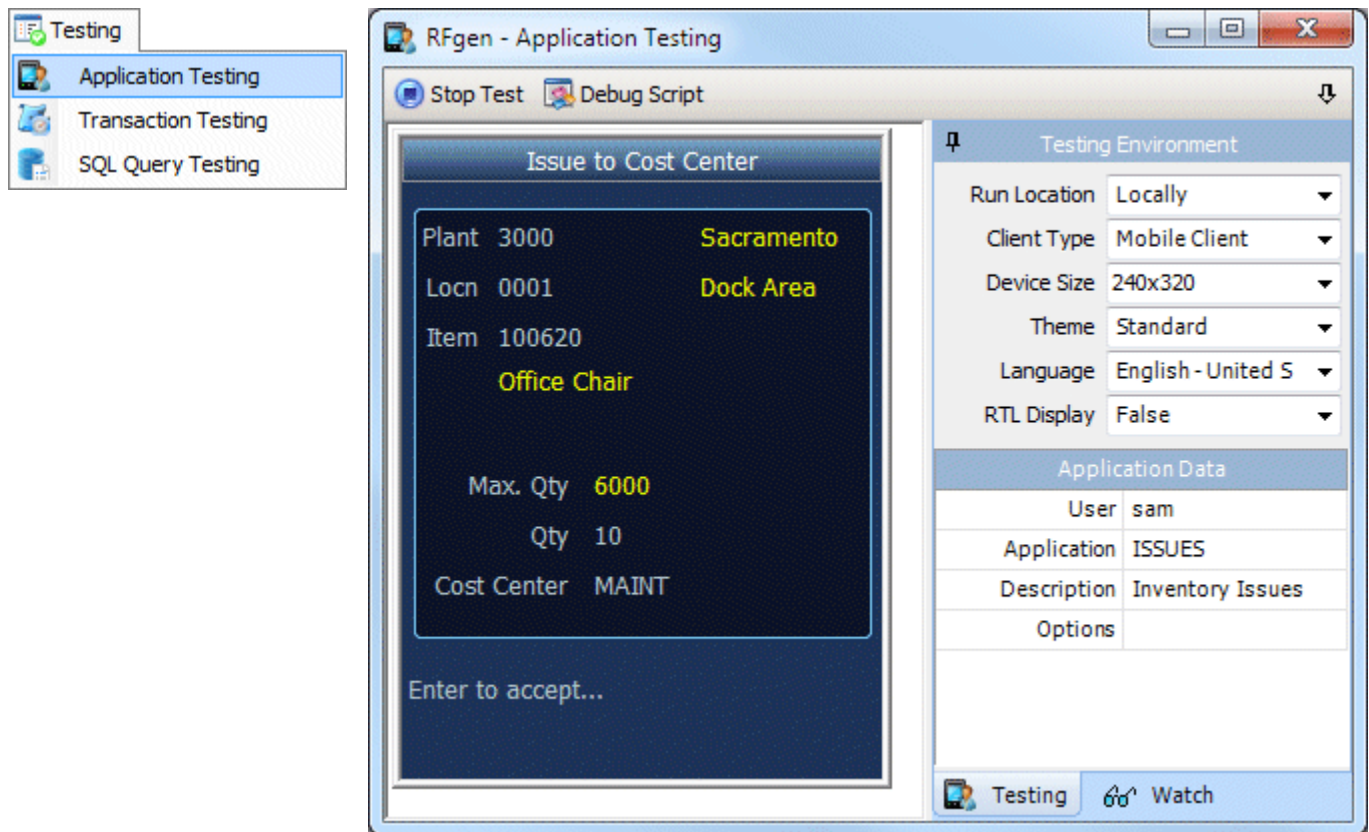 Testing
Application Testing
Transaction Testing
SQL Query Testing
RFgen - Application Testing
Stop Test Debug Script
Issue to Cost Center
Plant 3000 Sacramento
Locn 0001 Dock Area
Item 100620
Office Chair
Max. Qty 6000
Qty 10
Cost Center MAINT
Enter to accept...
Testing Environment
Run Location Locally
Client Type Mobile Client
Device Size 240x320
Theme Standard
Language English - United S
RTL Display False
Application Data
User sam
Application ISSUES
Description Inventory Issues
Options
Testing Watch